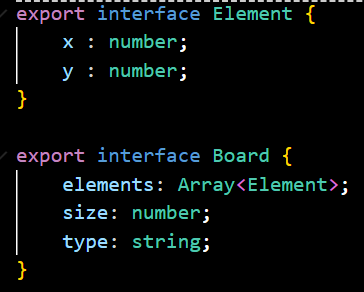 export interface Element {
    x : number;
    y : number;
}

export interface Board {
    elements: Array<Element>;
    size: number;
    type: string;
}